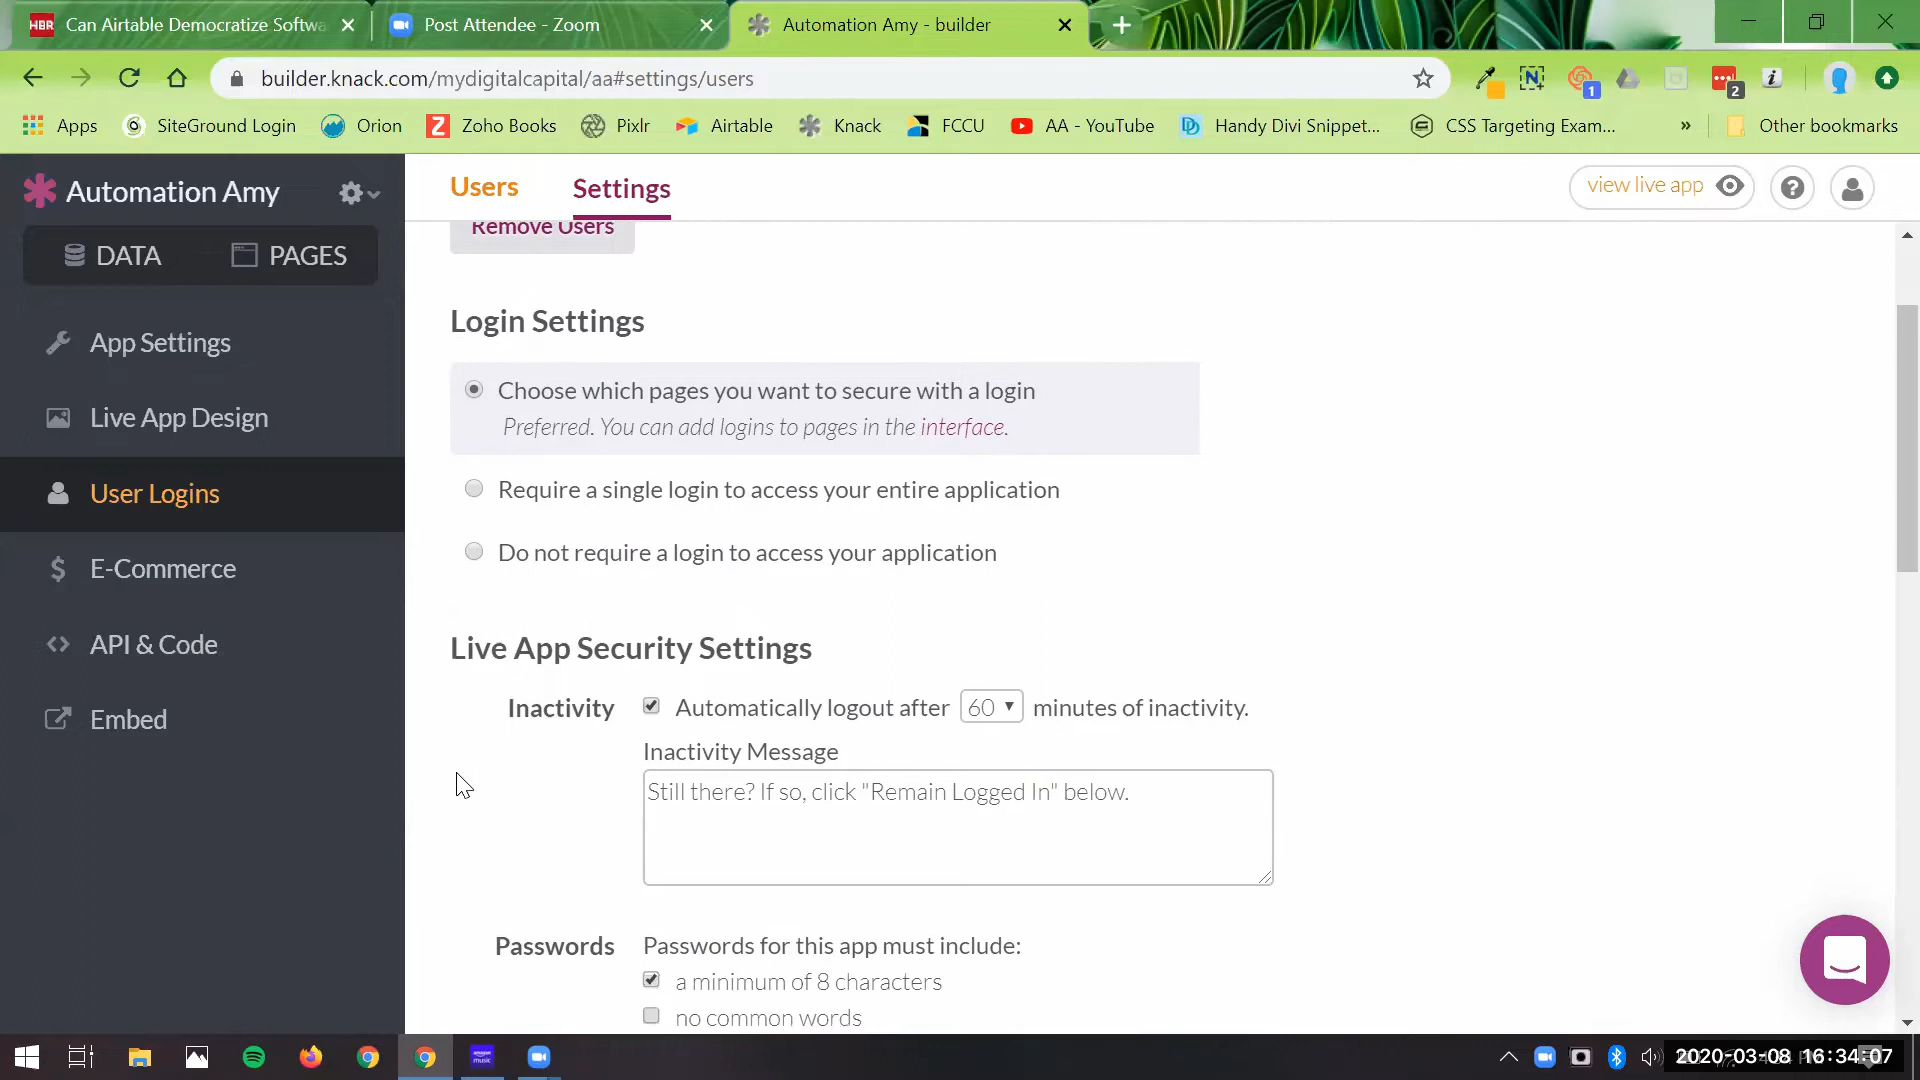 HBR Can Airtable Democratize Softwa
Post Attendee - Zoom
Automation Amy - builder
builder.knack.com/mydigitalcapital/aa#settings/users
1
2
Apps
SiteGround Login
Orion
Zoho Books
Pixlr
Airtable
Knack
FCCU
AA - YouTube
Handy Divi Snippet...
CSS Targeting Exam...
»
Other bookmarks
Automation Amy
DATA
PAGES
App Settings
Live App Design
User Logins
E-Commerce
API & Code
Embed
Users
Settings
view live app
Remove Users
Login Settings
Choose which pages you want to secure with a login
Preferred. You can add logins to pages in the interface.
Require a single login to access your entire application
Do not require a login to access your application
Live App Security Settings
Inactivity
Automatically logout after 60 minutes of inactivity.
Inactivity Message
Still there? If so, click "Remain Logged In" below.
Passwords
Passwords for this app must include:
a minimum of 8 characters
no common words
amazon music
2020-03-08 16:34:07